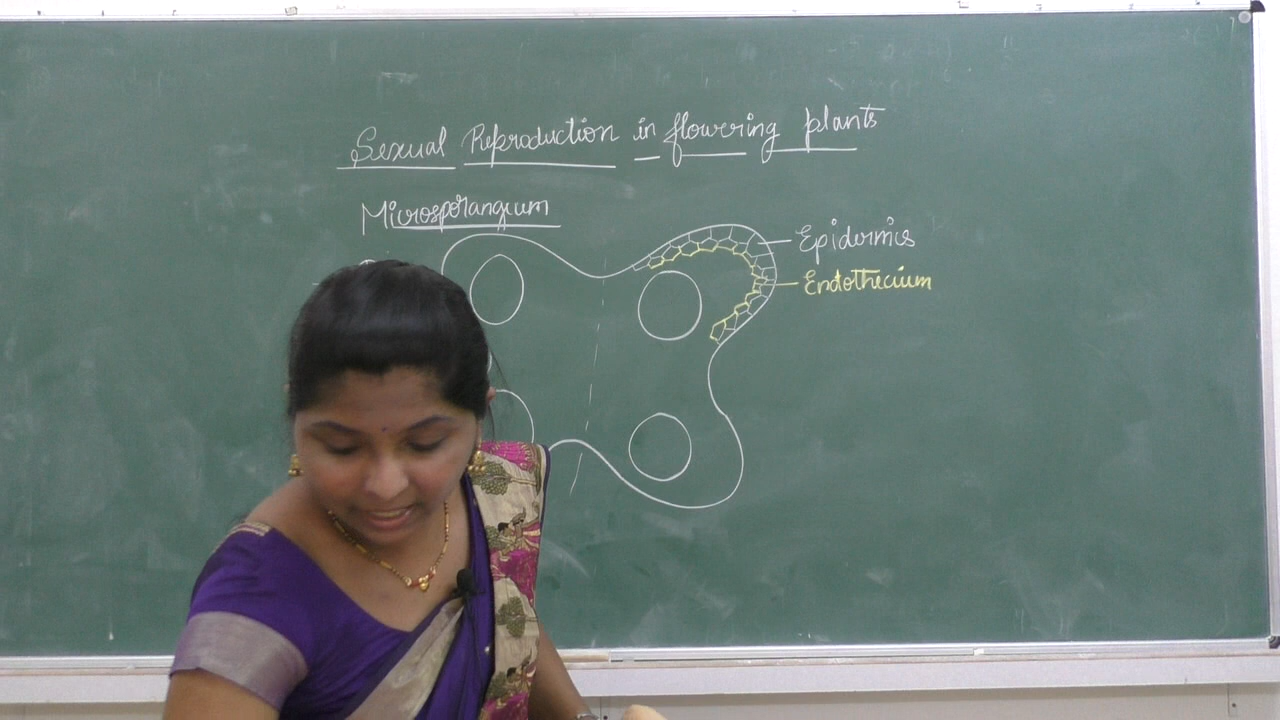 Sexual Reproduction in flowering plants
Microsporangium
Epidermis
Endothecium